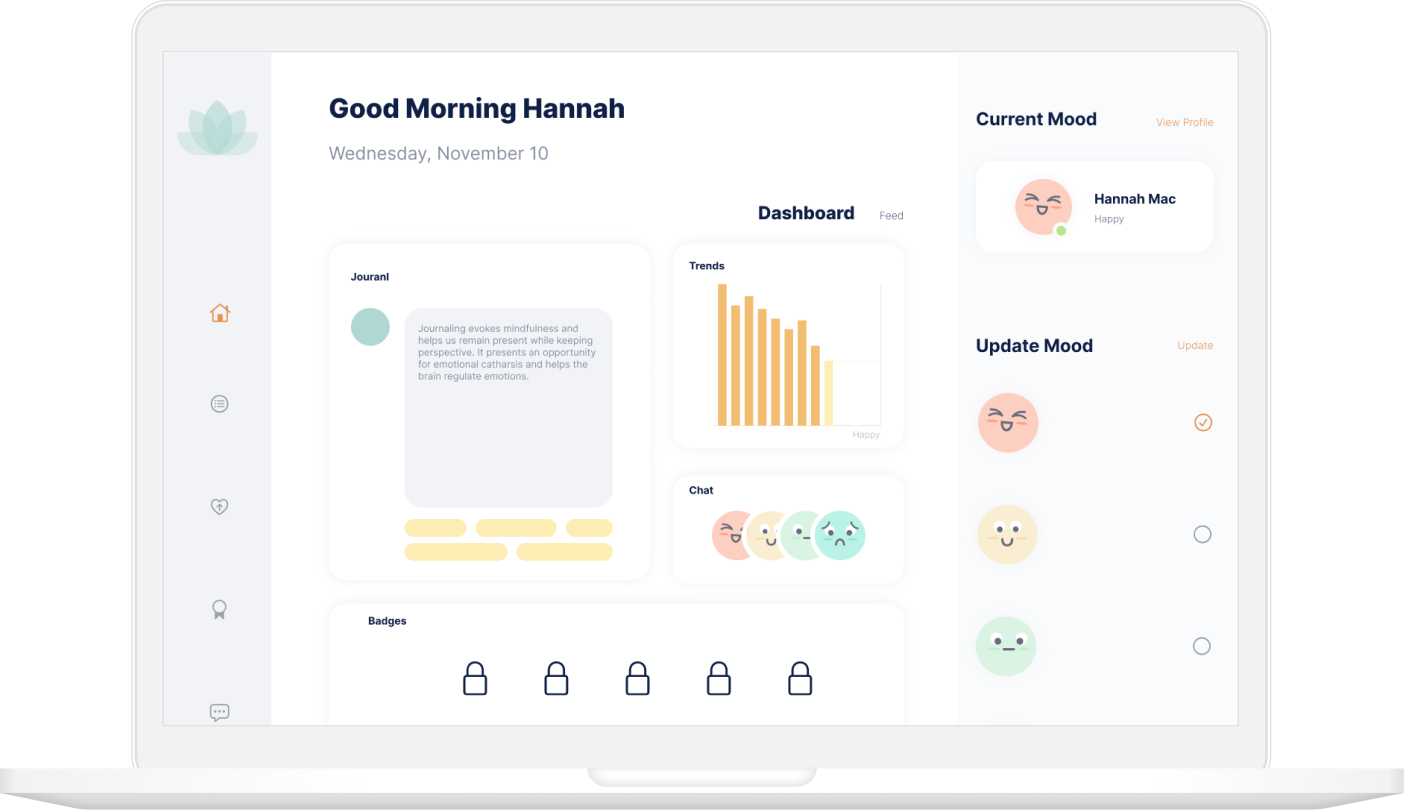 Good Morning Hannah
Wednesday, November 10
Dashboard
Feed
Jouranl
Journaling evokes mindfulness and
helps us remain present while keeping
perspective. It presents an opportunity
for emotional catharsis and helps the
brain regulate emotions.
Trends
Happy
Chat
Badges
Current Mood
View Profile
Hannah Mac
Happy
Update Mood
Update